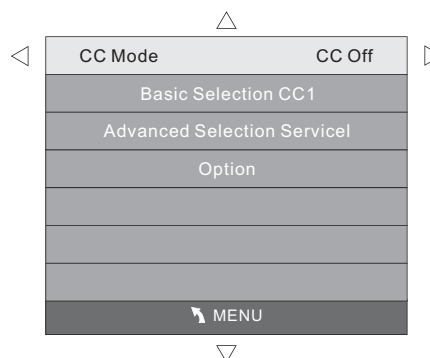 CC Mode CC Off
Basic Selection CC1
Advanced Selection Servicel
Option
MENU